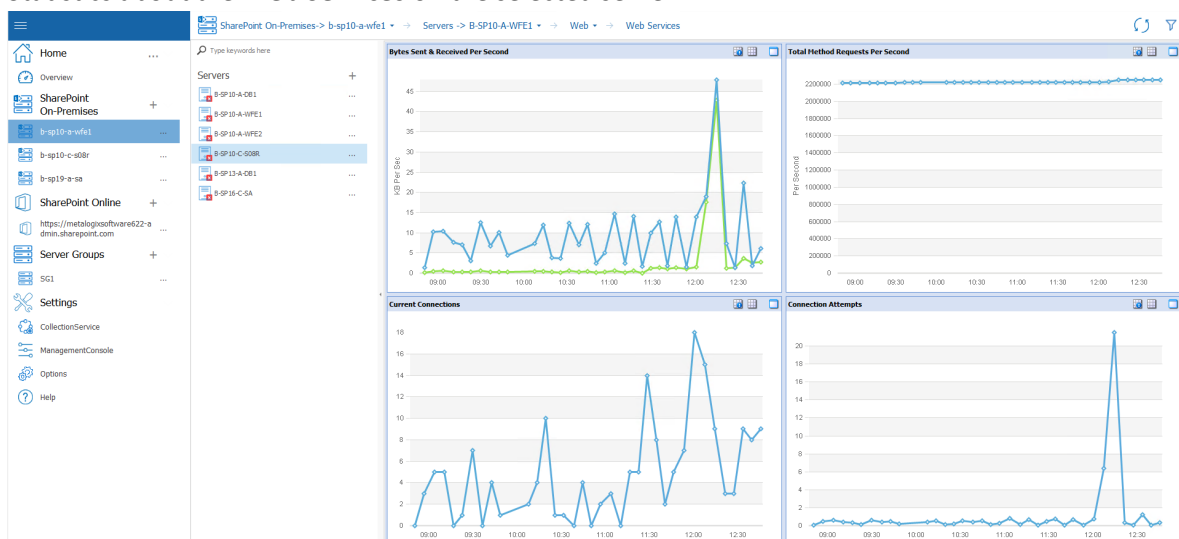 SharePoint On-Premises-> b-sp10-a-wfe1 Servers -> B-SP10-A-WFE1 Web Web Services
Home ...
Overview
SharePoint
On-Premises +
b-sp10-a-wfe1 ...
b-sp10-c-s08r ...
b-sp19-a-sa ...
SharePoint Online +
https://metalogixsoftware622-a
dmin.sharepoint.com ...
Server Groups +
SG1 ...
Settings
CollectionService
ManagementConsole
Options
Help
Type keywords here
Servers +
B-SP10-A-DB1 ...
B-SP10-A-WFE1 ...
B-SP10-A-WFE2 ...
B-SP10-C-S08R ...
B-SP13-A-DB1 ...
B-SP16-C-SA ...
Bytes Sent & Received Per Second
KB Per Sec
45
40
35
30
25
20
15
10
5
0
09:00 09:30 10:00 10:30 11:00 11:30 12:00 12:30
Total Method Requests Per Second
Per Second
2200000
2000000
1800000
1600000
1400000
1200000
1000000
800000
600000
400000
200000
0
09:00 09:30 10:00 10:30 11:00 11:30 12:00 12:30
Current Connections
18
16
14
12
10
8
6
4
2
0
09:00 09:30 10:00 10:30 11:00 11:30 12:00 12:30
Connection Attempts
20
18
16
14
12
10
8
6
4
2
0
09:00 09:30 10:00 10:30 11:00 11:30 12:00 12:30